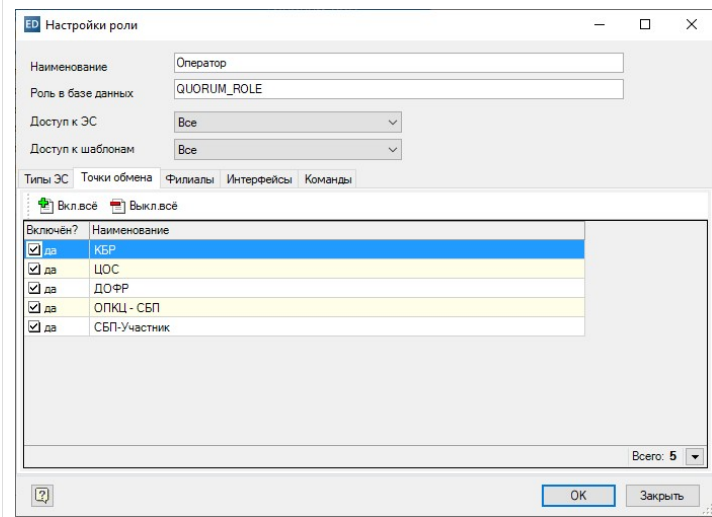 ED Настройки роли
Наименование Оператор
Роль в базе данных QUORUM_ROLE
Доступ к ЭС Все
Доступ к шаблонам Все
Типы ЭС Точки обмена Филиалы Интерфейсы Команды
Вкл.всё Выкл.всё
Включён? Наименование
да КБР
да ЦОС
да ДОФР
да ОПКЦ - СБП
да СБП-Участник
Всего: 5
? OK Закрыть